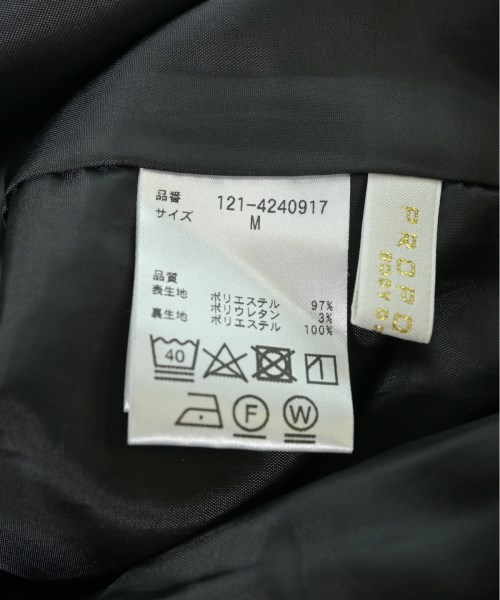 品番 121-4240917
サイズ M
品質
表生地 ポリエステル 97%
ポリウレタン 3%
裏生地 ポリエステル 100%
40
F W
PROPO
BODY D